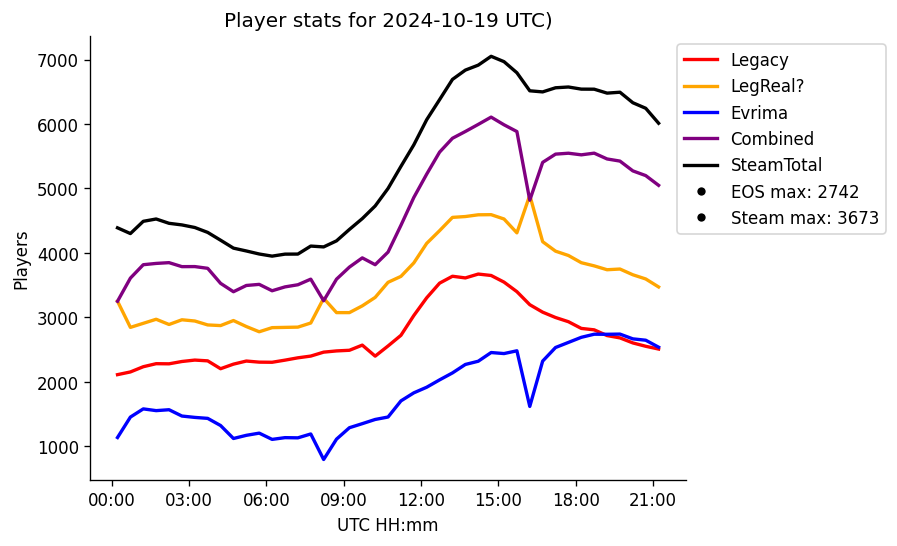 Player stats for 2024-10-19 UTC)
7000
6000
5000
4000
3000
2000
1000
Players
00:00 03:00 06:00 09:00 12:00 15:00 18:00 21:00
UTC HH:mm
Legacy
LegReal?
Evrima
Combined
SteamTotal
EOS max: 2742
Steam max: 3673